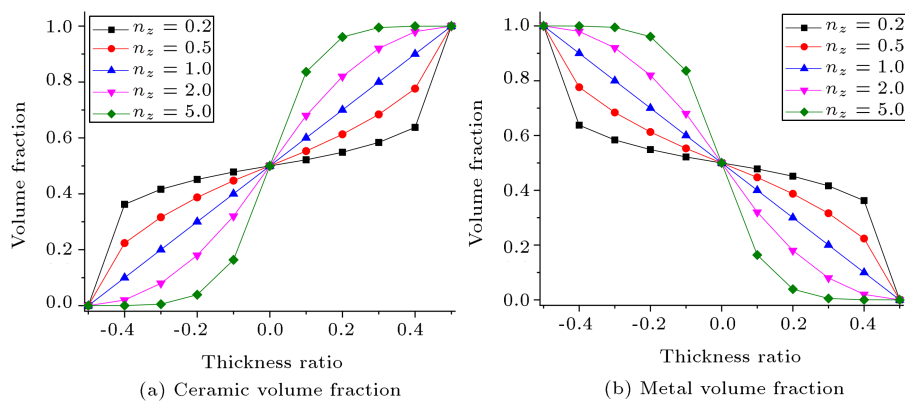 1.0
0.8
0.6
0.4
0.2
0.0
Volume fraction
n_z = 0.2
n_z = 0.5
n_z = 1.0
n_z = 2.0
n_z = 5.0
-0.4 -0.2 0.0 0.2 0.4
Thickness ratio
(a) Ceramic volume fraction
1.0
0.8
0.6
0.4
0.2
0.0
Volume fraction
n_z = 0.2
n_z = 0.5
n_z = 1.0
n_z = 2.0
n_z = 5.0
-0.4 -0.2 0.0 0.2 0.4
Thickness ratio
(b) Metal volume fraction